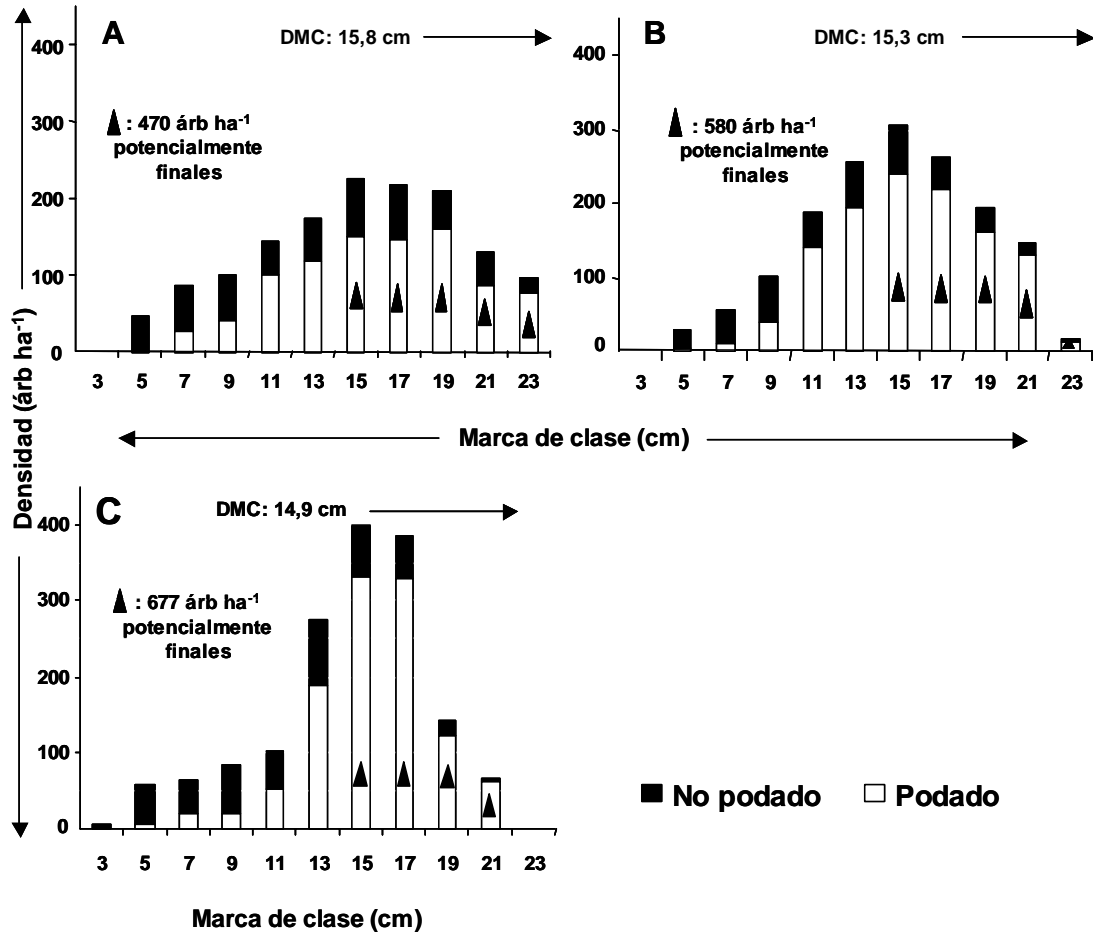 A
DMC: 15,8 cm
: 470 árb ha⁻¹
potencialmente
finales
400
300
200
100
0
3 5 7 9 11 13 15 17 19 21 23
B
DMC: 15,3 cm
: 580 árb ha⁻¹
potencialmente
finales
400
300
200
100
0
3 5 7 9 11 13 15 17 19 21 23
Marca de clase (cm)
Densidad (árb ha⁻¹)
C
DMC: 14,9 cm
: 677 árb ha⁻¹
potencialmente
finales
400
300
200
100
0
3 5 7 9 11 13 15 17 19 21 23
Marca de clase (cm)
No podado Podado